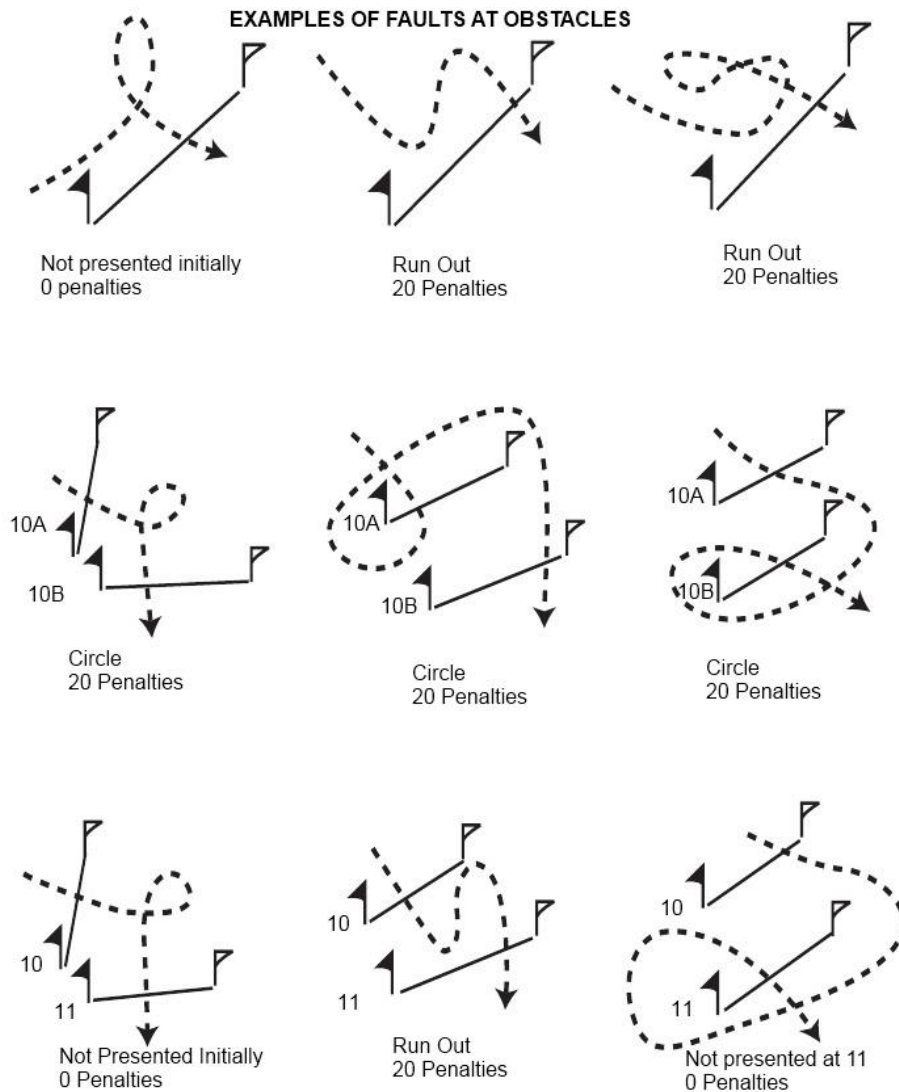 EXAMPLES OF FAULTS AT OBSTACLES
Not presented initially
0 penalties
Run Out
20 Penalties
Run Out
20 Penalties
10A
10B
Circle
20 Penalties
10A
10B
Circle
20 Penalties
10A
10B
Circle
20 Penalties
10
11
Not Presented Initially
0 Penalties
10
11
Run Out
20 Penalties
10
11
Not presented at 11
0 Penalties